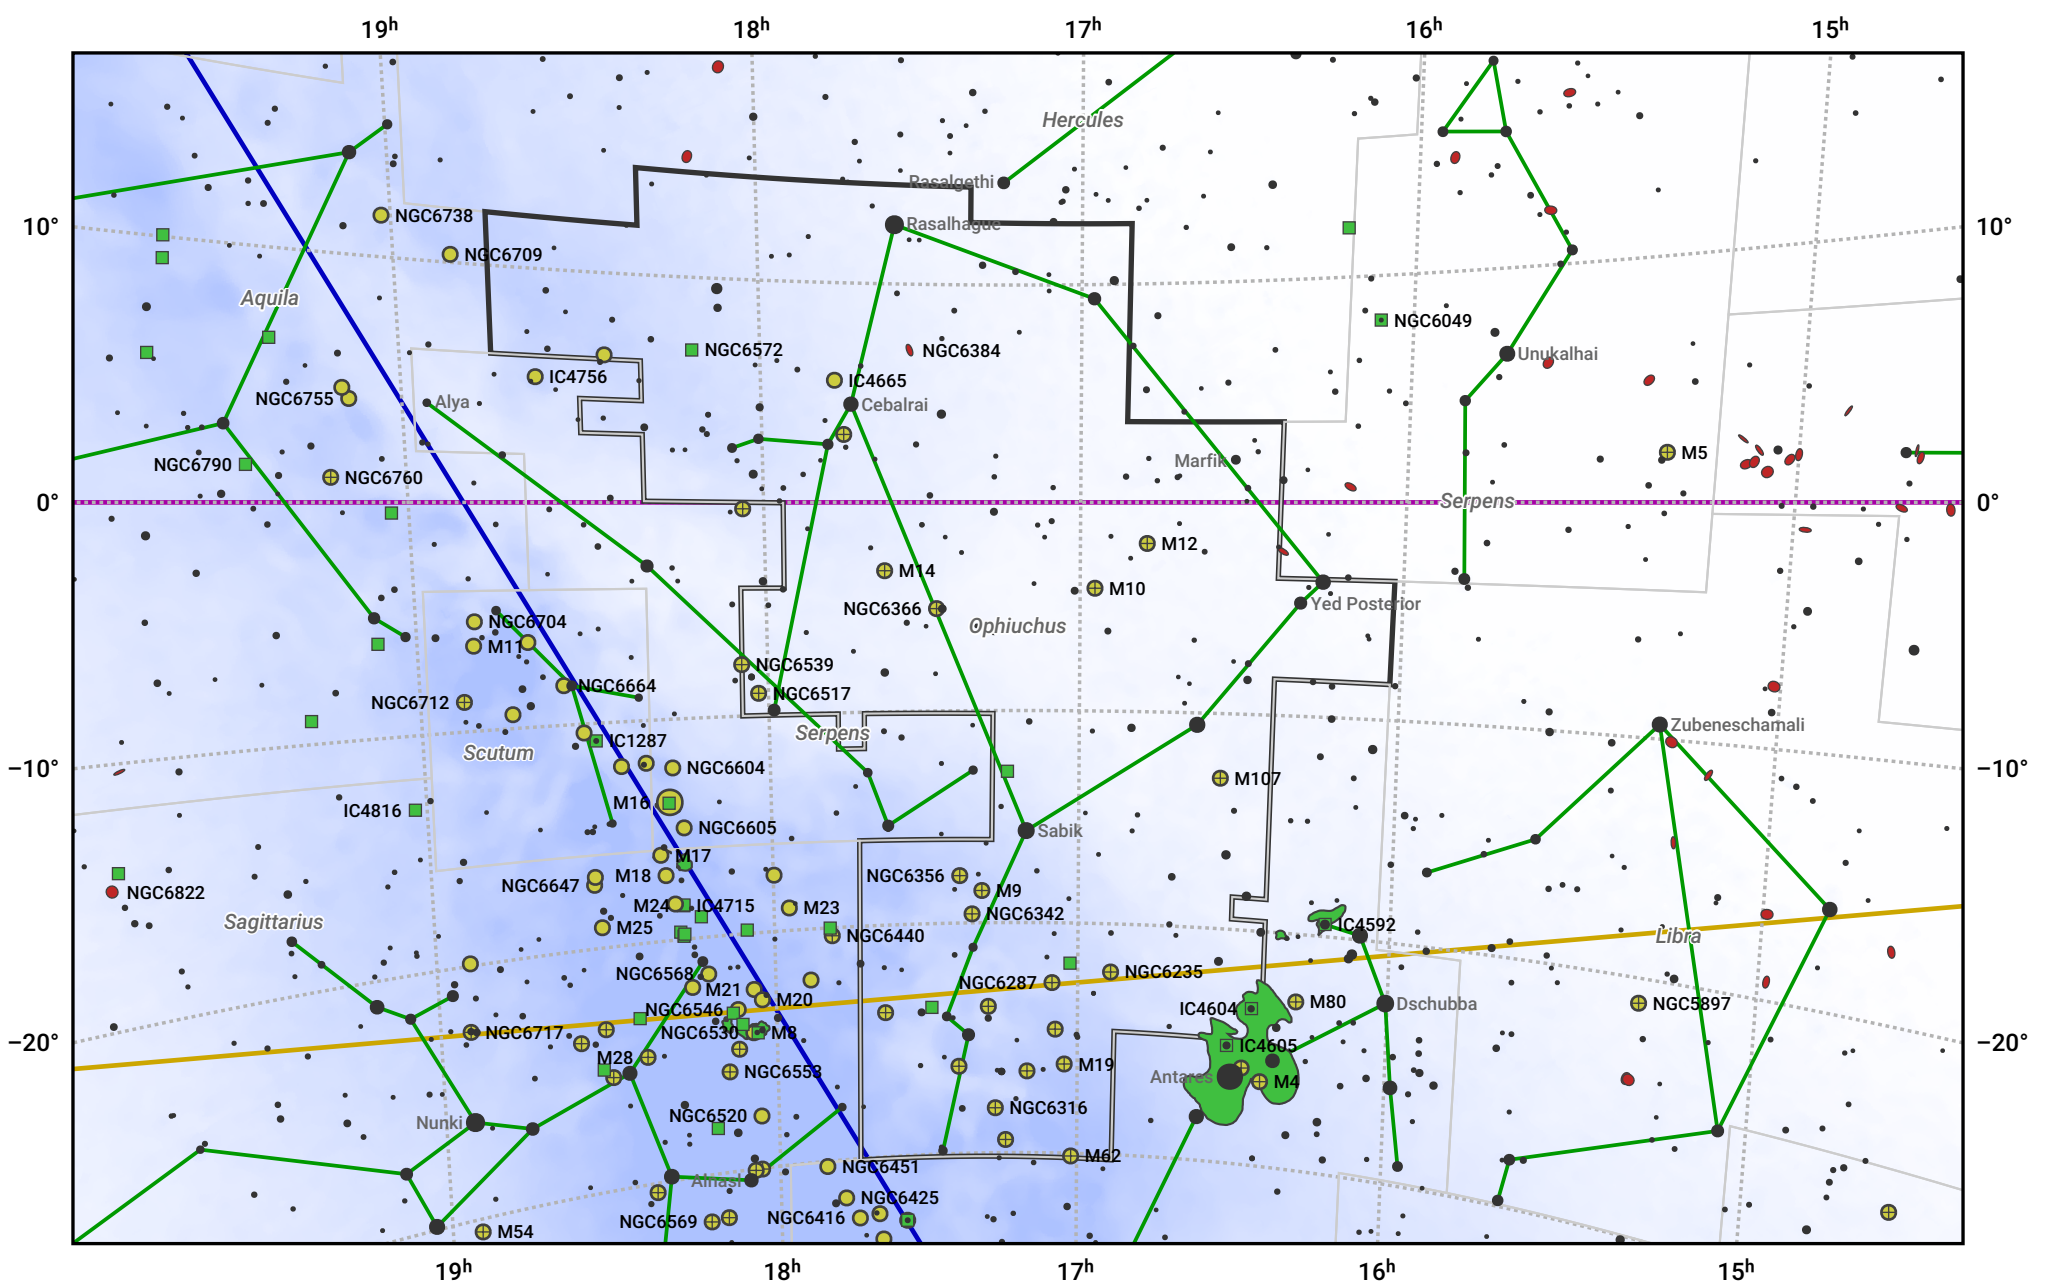 19h 18h 17h 16h 15h
Hercules
Rasalgethi
NGC6738
Rasalhague
10° 10°
NGC6709
Aquila
NGC6049
NGC6572
NGC6384
Unukalhai
IC4756
IC4665
NGC6755
Alya
Cebalrai
M5
Marfik
NGC6790
NGC6760
0° Serpens 0°
M12
M14
M10
NGC6366
Yed Posterior
NGC6704
Ophiuchus
M11
NGC6539
NGC6664
NGC6517
NGC6712
Zubeneschamali
Serpens
IC1287
Scutum
−10° NGC6604 −10°
M107
M16
IC4816
NGC6605
Sabik
M17
NGC6647
M18
NGC6356
M9
NGC6822
M24 IC4715
M23
NGC6342
Sagittarius
IC4592
M25
NGC6440
Libra
NGC6568
NGC6235
NGC6287
M21
M20
M80
Dschubba
NGC5897
NGC6546
IC4604
NGC6717
NGC6530 M8
−20° −20°
IC4605
M28
M19
NGC6553
Antares
M4
NGC6316
NGC6520
Nunki
M62
NGC6451
Alnasl
NGC6425
NGC6569
NGC6416
M54
19h 18h 17h 16h 15h